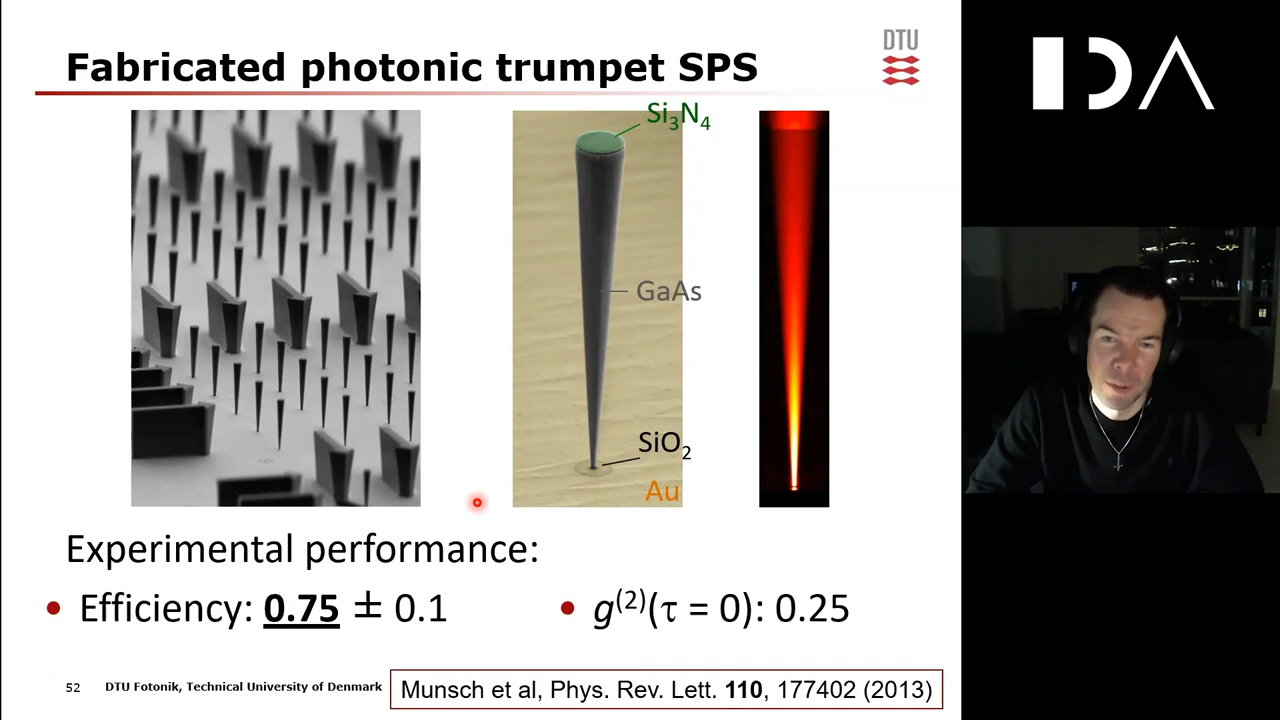 Fabricated photonic trumpet SPS
DTU
IDA
Si₃N₄
GaAs
SiO₂
Au
Experimental performance:
• Efficiency: 0.75 ± 0.1
• g⁽²⁾(τ = 0): 0.25
52 DTU Fotonik, Technical University of Denmark
Munsch et al, Phys. Rev. Lett. 110, 177402 (2013)